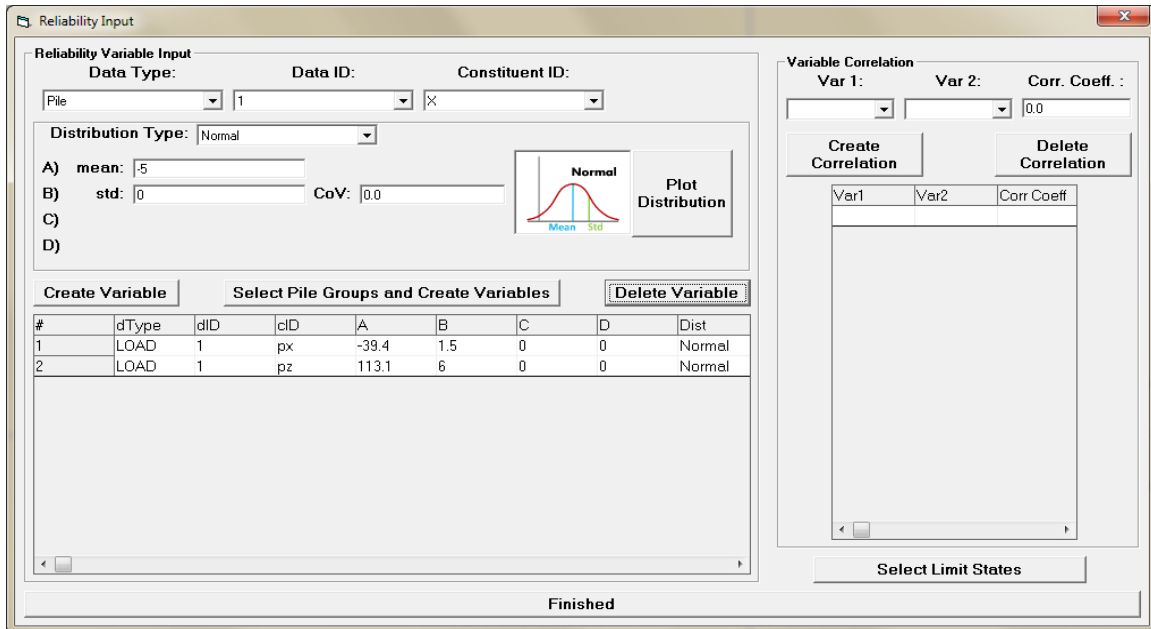 Reliability Input
Reliability Variable Input
Data Type: Data ID: Constituent ID:
Pile 1 X
Distribution Type: Normal
A) mean: -5
B) std: 0 CoV: 0.0
C)
D)
Normal
Mean Std
Plot
Distribution
Create Variable Select Pile Groups and Create Variables Delete Variable
# dType dID cID A B C D Dist
1 LOAD 1 px -39.4 1.5 0 0 Normal
2 LOAD 1 pz 113.1 6 0 0 Normal
Variable Correlation
Var 1: Var 2: Corr. Coeff. :
0.0
Create
Correlation
Delete
Correlation
Var1 Var2 Corr Coeff
Select Limit States
Finished